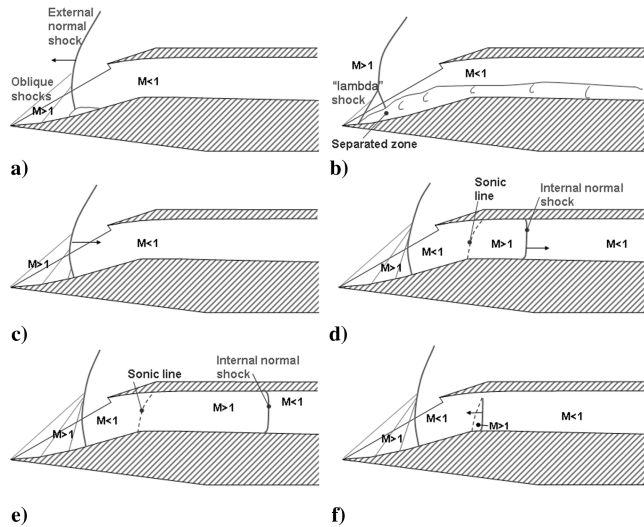 External
normal
shock
Oblique
shocks
M>1
M<1
a)
M>1
M<1
"lambda"
shock
Separated zone
b)
M>1
M<1
c)
Sonic
line
Internal normal
shock
M>1
M<1
M>1
M<1
d)
Sonic line
Internal normal
shock
M>1
M<1
M>1
M<1
e)
M>1
M<1
M>1
M<1
f)